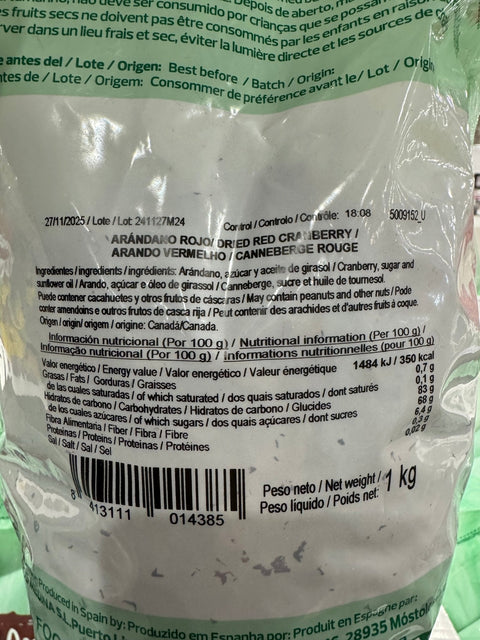 não deve ser consumido por crianças que se possam
Depois de aberto,
s fruits secs ne doivent pas être consommés par les enfants en raison
rver dans un lieu frais et sec, éviter la lumière directe et les sources de
e antes del / Lote / Origen: Best before / Batch / Origin:
tes de / Lote / Origem: Consommer de préférence avant le/ Lot / Origin
27/11/2025 / Lote / Lot: 241127M24 Control / Controlo / Contrôle: 18:08 5009152_U
ARÁNDANO ROJO/ DRIED RED CRANBERRY /
ARANDO VERMELHO / CANNEBERGE ROUGE
Ingredientes / ingredients / ingrédients: Arándano, azúcar y aceite de girasol / Cranberry, sugar and
sunflower oil / Arando, açúcar e óleo de girassol / Canneberge, sucre et huile de tournesol.
Puede contener cacahuetes y otros frutos de cáscaras / May contain peanuts and other nuts / Pode
conter amendoins e outros frutos de casca rija / Peut contenir des arachides et d'autres fruits à coque.
Origen / origin / origem / origine: Canadá/Canada.
Información nutricional (Por 100 g) / Nutritional information (Per 100 g) /
Informação nutricional (Por 100 g) / Informations nutritionnelles (pour 100 g)
Valor energético / Energy value / Valor energético / Valeur énergétique 1484 kJ / 350 kcal
Grasas / Fats / Gorduras / Graisses 0,7 g
de las cuales saturadas / of which saturated / dos quais saturados / dont saturés 0,1 g
Hidratos de carbono / Carbohydrates / Hidratos de carbono / Glucides 83 g
de los cuales azúcares / of which sugars / dos quais açúcares / dont sucres 68 g
Fibra Alimentaria / Fiber / Fibra / Fibre 6,4 g
Proteínas / Proteins / Proteínas / Protéines 0,3 g
Sal / Salt / Sal / Sel 0,02 g
8 413111 014385
Peso neto / Net weight / 1 kg
Peso líquido / Poids net:
Produced in Spain by: Produzido em Espanha por: Produit en Espagne par:
S.L. Puerto
28935 Móstol